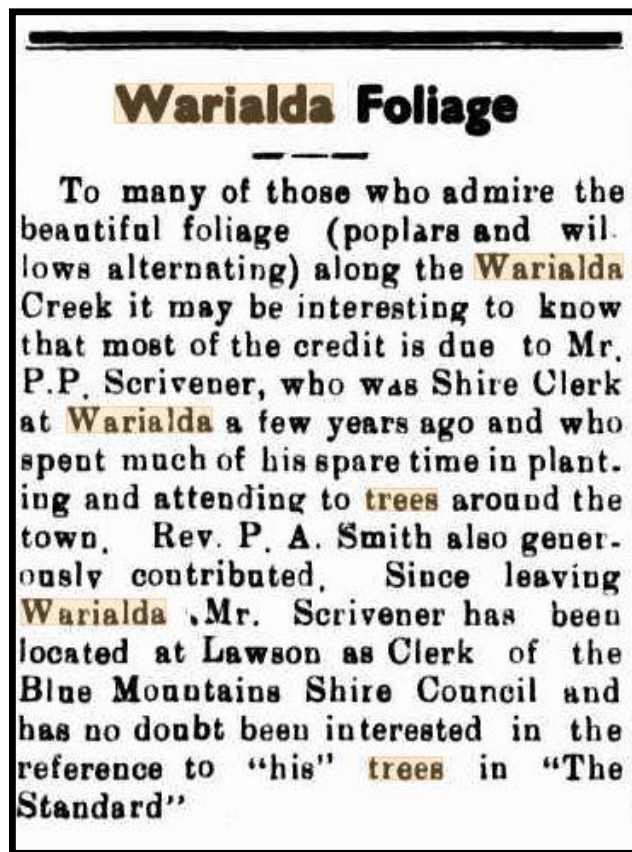 Warialda Foliage
To many of those who admire the
beautiful foliage (poplars and wil-
lows alternating) along the Warialda
Creek it may be interesting to know
that most of the credit is due to Mr.
P.P. Scrivener, who was Shire Clerk
at Warialda a few years ago and who
spent much of his spare time in plant-
ing and attending to trees around the
town. Rev. P. A. Smith also gener-
ously contributed. Since leaving
Warialda, Mr. Scrivener has been
located at Lawson as Clerk of the
Blue Mountains Shire Council and
has no doubt been interested in the
reference to "his" trees in "The
Standard"